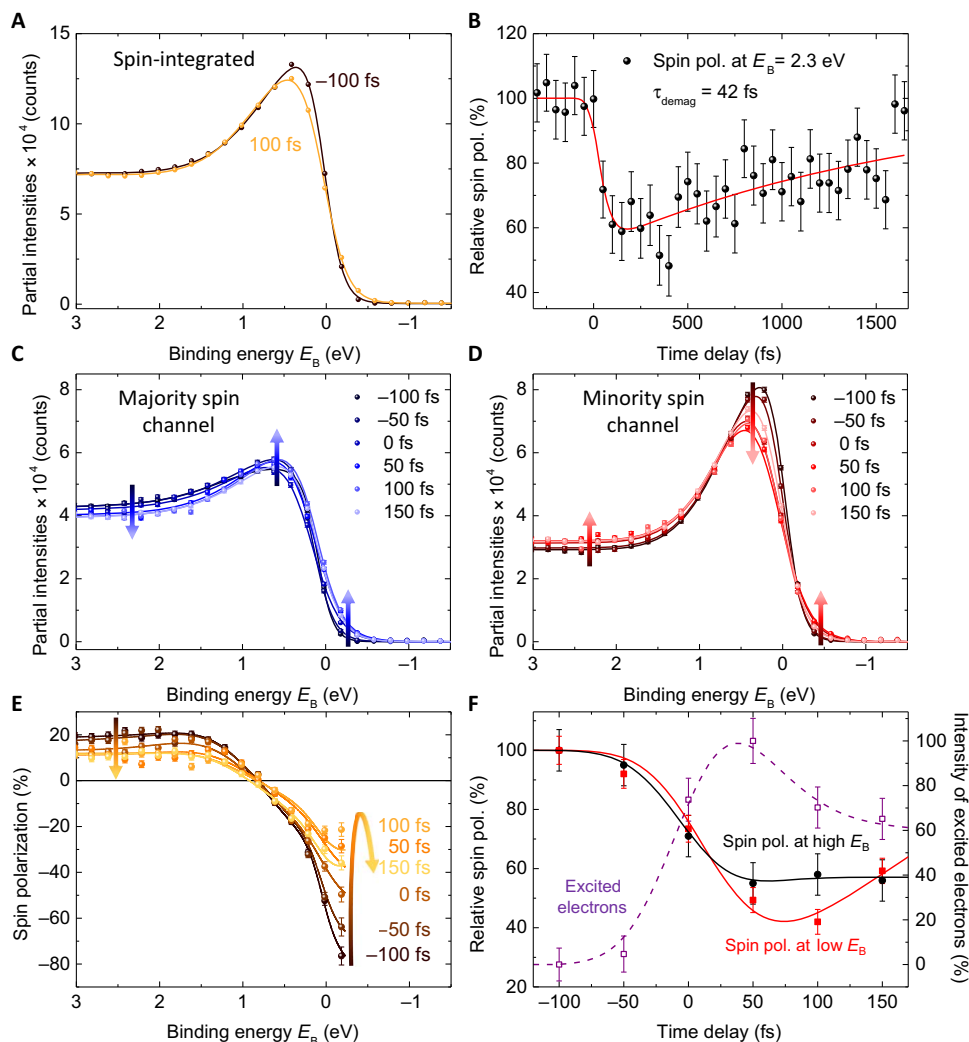 A
15
10
5
0
3
2
1
0
−1
Partial intensities × 10⁴ (counts)
Binding energy E_B (eV)
Spin-integrated
−100 fs
100 fs
B
120
100
80
60
40
0
500
1000
1500
Relative spin pol. (%)
Time delay (fs)
Spin pol. at E_B = 2.3 eV
τ_demag = 42 fs
C
8
6
4
2
0
3
2
1
0
−1
Partial intensities × 10⁴ (counts)
Binding energy E_B (eV)
Majority spin
channel
−100 fs
−50 fs
0 fs
50 fs
100 fs
150 fs
D
8
6
4
2
0
3
2
1
0
−1
Partial intensities × 10⁴ (counts)
Binding energy E_B (eV)
Minority spin
channel
−100 fs
−50 fs
0 fs
50 fs
100 fs
150 fs
E
20
0
−20
−40
−60
−80
3
2
1
0
−1
Spin polarization (%)
Binding energy E_B (eV)
100 fs
50 fs
150 fs
0 fs
−50 fs
−100 fs
F
120
100
80
60
40
20
−100
−50
0
50
100
150
Relative spin pol. (%)
Time delay (fs)
100
80
60
40
20
0
Intensity of excited
electrons (%)
Spin pol. at high E_B
Excited
electrons
Spin pol. at low E_B